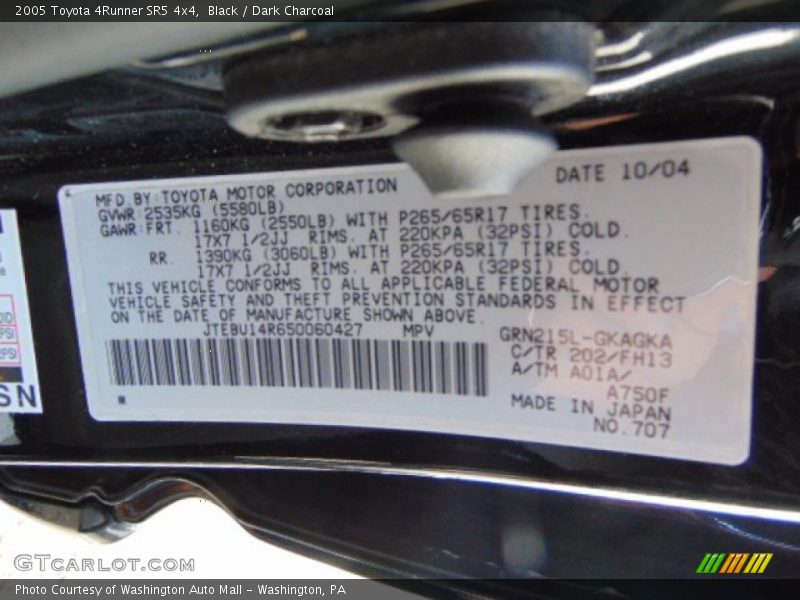 2005 Toyota 4Runner SR5 4x4, Black / Dark Charcoal
DATE 10/04
MFD.BY:TOYOTA MOTOR CORPORATION
GVWR:2535KG (5580LB)
GAWR:FRT. 1160KG (2550LB) WITH P265/65R17 TIRES.
17X7 1/2JJ RIMS. AT 220KPA (32PSI) COLD.
RR. 1390KG (3060LB) WITH P265/65R17 TIRES.
17X7 1/2JJ RIMS. AT 220KPA (32PSI) COLD.
THIS VEHICLE CONFORMS TO ALL APPLICABLE FEDERAL MOTOR
VEHICLE SAFETY AND THEFT PREVENTION STANDARDS IN EFFECT
ON THE DATE OF MANUFACTURE SHOWN ABOVE.
JTEBU14R650060427 MPV
GRN215L-GKAGKA
C/TR 202/FH13
A/TM A01A/
A750F
MADE IN JAPAN
NO.707
SN
GTCARLOT.COM
Photo Courtesy of Washington Auto Mall - Washington, PA